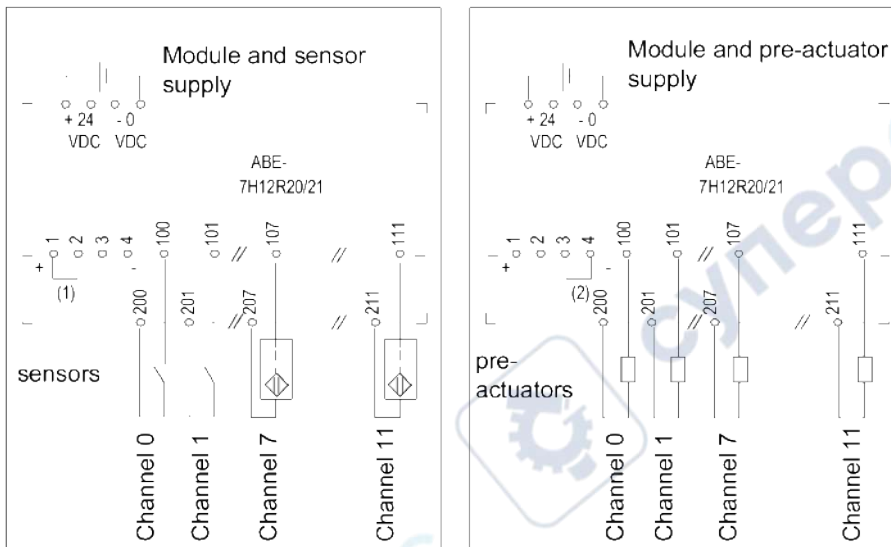 Module and sensor
supply
+ 24 - 0
VDC VDC
ABE-
7H12R20/21
1 2 3 4 100 101 // 107 // 111
+ -
(1)
200 201 // 207 // 211
sensors
Channel 0
Channel 1
Channel 7
Channel 11
Module and pre-actuator
supply
+ 24 - 0
VDC VDC
ABE-
7H12R20/21
1 2 3 4 100 101 // 107 111
+ -
(2)
200 201 207 // 211
pre-
actuators
Channel 0
Channel 1
Channel 7
Channel 11
супер